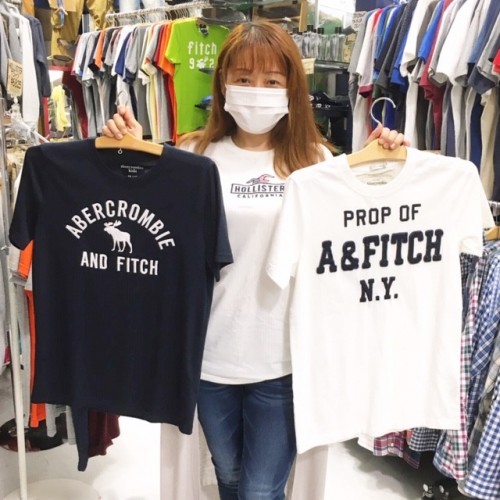 fitch
ABERCROMBIE
AND FITCH
HOLLISTER
CALIFORNIA
PROP OF
A&FITCH
N.Y.